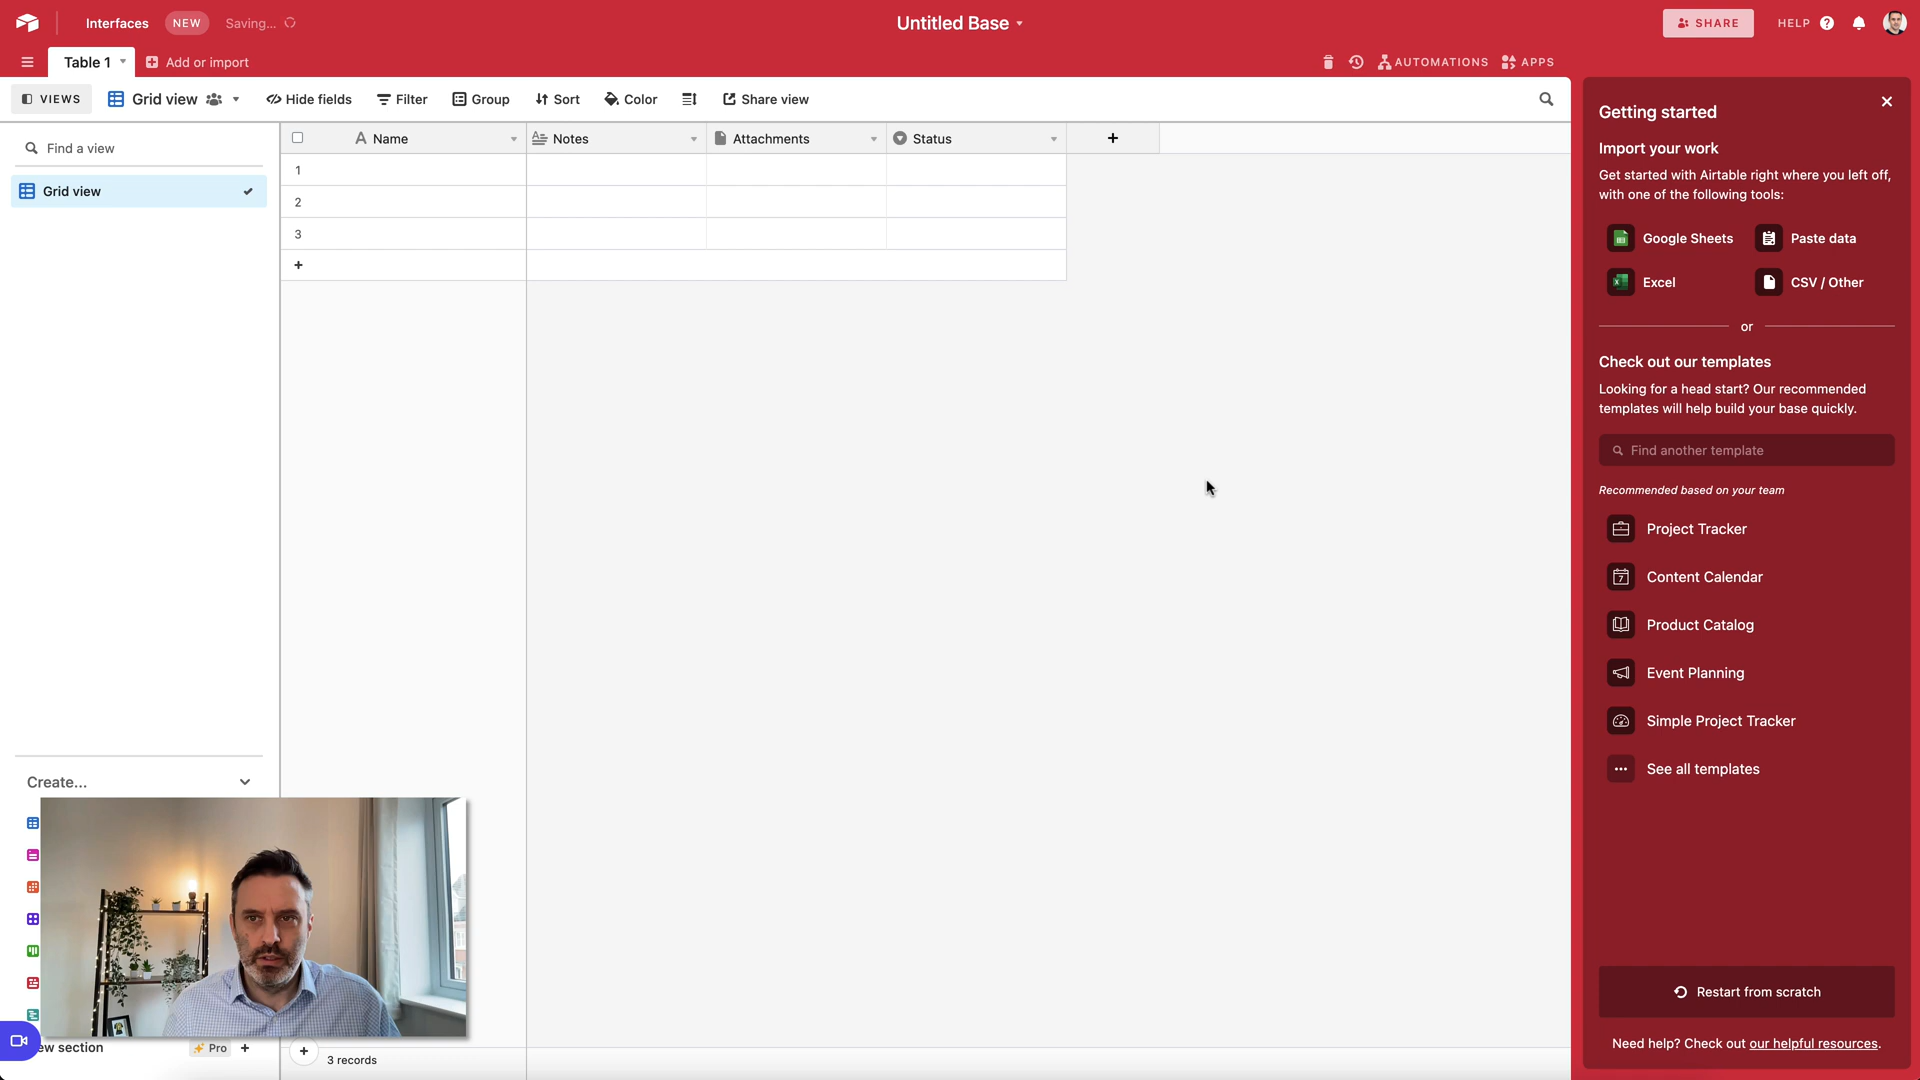 Interfaces NEW Saving... Untitled Base SHARE HELP
Table 1 Add or import AUTOMATIONS APPS
VIEWS Grid view Hide fields Filter Group Sort Color Share view
Find a view
Grid view
Name Notes Attachments Status
1
2
3
Create...
ew section Pro
3 records
Getting started
Import your work
Get started with Airtable right where you left off,
with one of the following tools:
Google Sheets Paste data
Excel CSV / Other
or
Check out our templates
Looking for a head start? Our recommended
templates will help build your base quickly.
Find another template
Recommended based on your team
Project Tracker
Content Calendar
Product Catalog
Event Planning
Simple Project Tracker
See all templates
Restart from scratch
Need help? Check out our helpful resources.